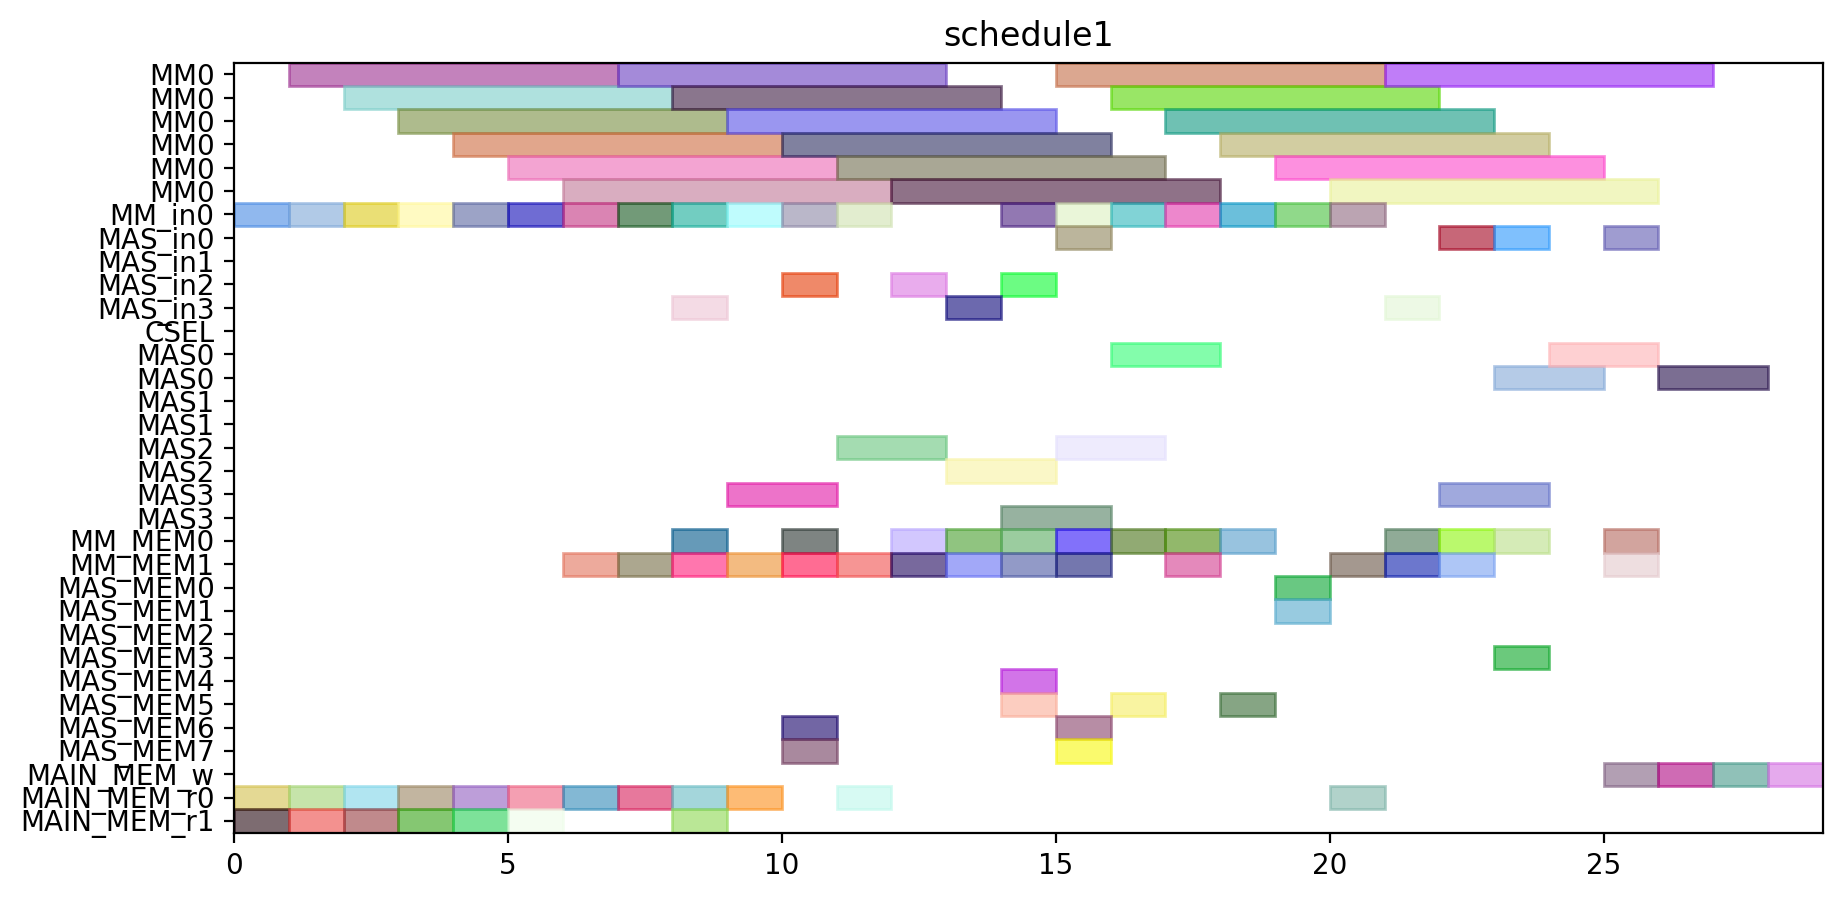 schedule1
MM0
MM0
MM0
MM0
MM0
MM0
MM_in0
MAS_in0
MAS_in1
MAS_in2
MAS_in3
CSEL
MAS0
MAS0
MAS1
MAS1
MAS2
MAS2
MAS3
MAS3
MM_MEM0
MM_MEM1
MAS_MEM0
MAS_MEM1
MAS_MEM2
MAS_MEM3
MAS_MEM4
MAS_MEM5
MAS_MEM6
MAS_MEM7
MAIN_MEM_w
MAIN_MEM_r0
MAIN_MEM_r1
0 5 10 15 20 25